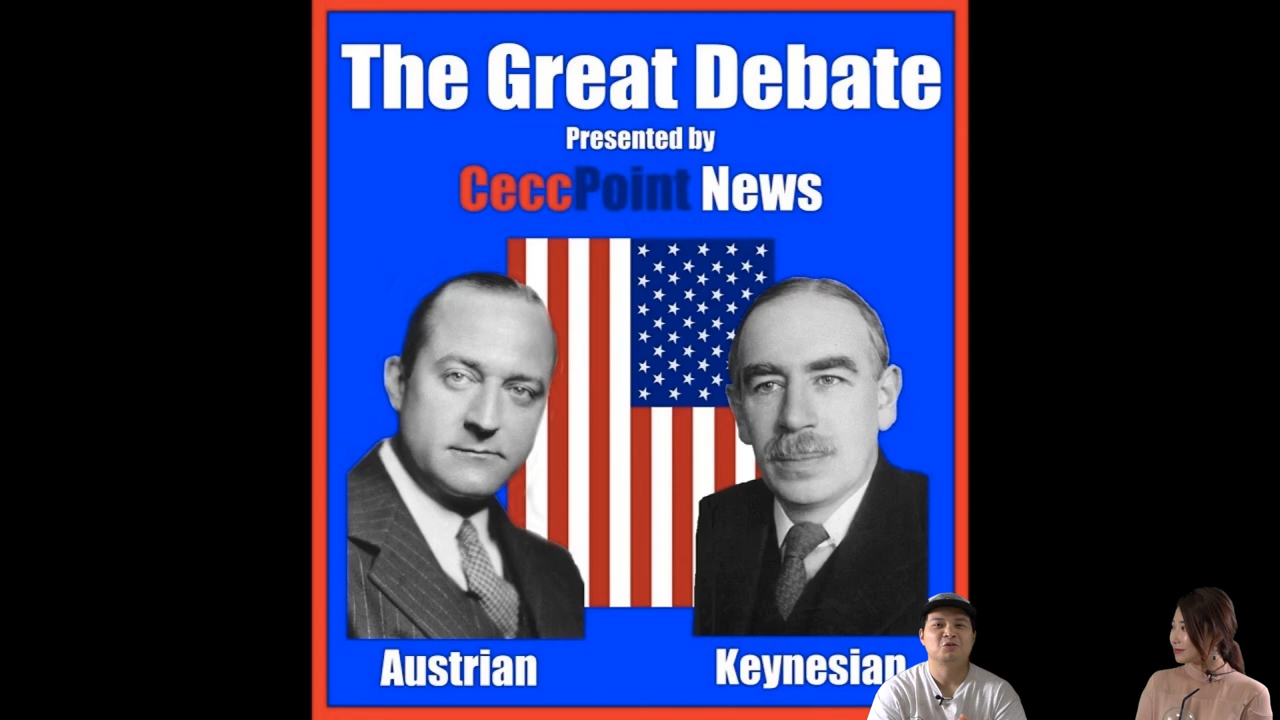 The Great Debate
Presented by
CeccPoint News
Austrian
Keynesian